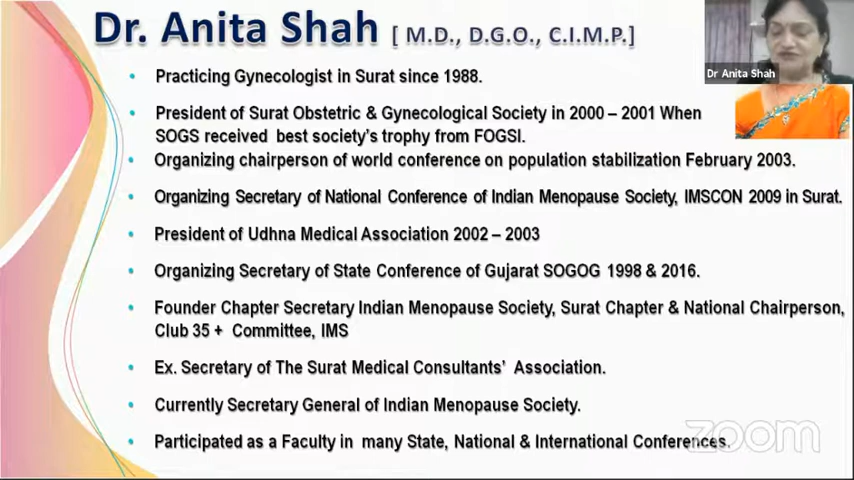 Dr. Anita Shah [ M.D., D.G.O., C.I.M.P.]
Dr Anita Shah
• Practicing Gynecologist in Surat since 1988.
• President of Surat Obstetric & Gynecological Society in 2000 – 2001 When
SOGS received best society's trophy from FOGSI.
• Organizing chairperson of world conference on population stabilization February 2003.
• Organizing Secretary of National Conference of Indian Menopause Society, IMSCON 2009 in Surat.
• President of Udhna Medical Association 2002 – 2003
• Organizing Secretary of State Conference of Gujarat SOGOG 1998 & 2016.
• Founder Chapter Secretary Indian Menopause Society, Surat Chapter & National Chairperson,
Club 35 + Committee, IMS
• Ex. Secretary of The Surat Medical Consultants' Association.
• Currently Secretary General of Indian Menopause Society.
• Participated as a Faculty in many State, National & International Conferences.
zoom